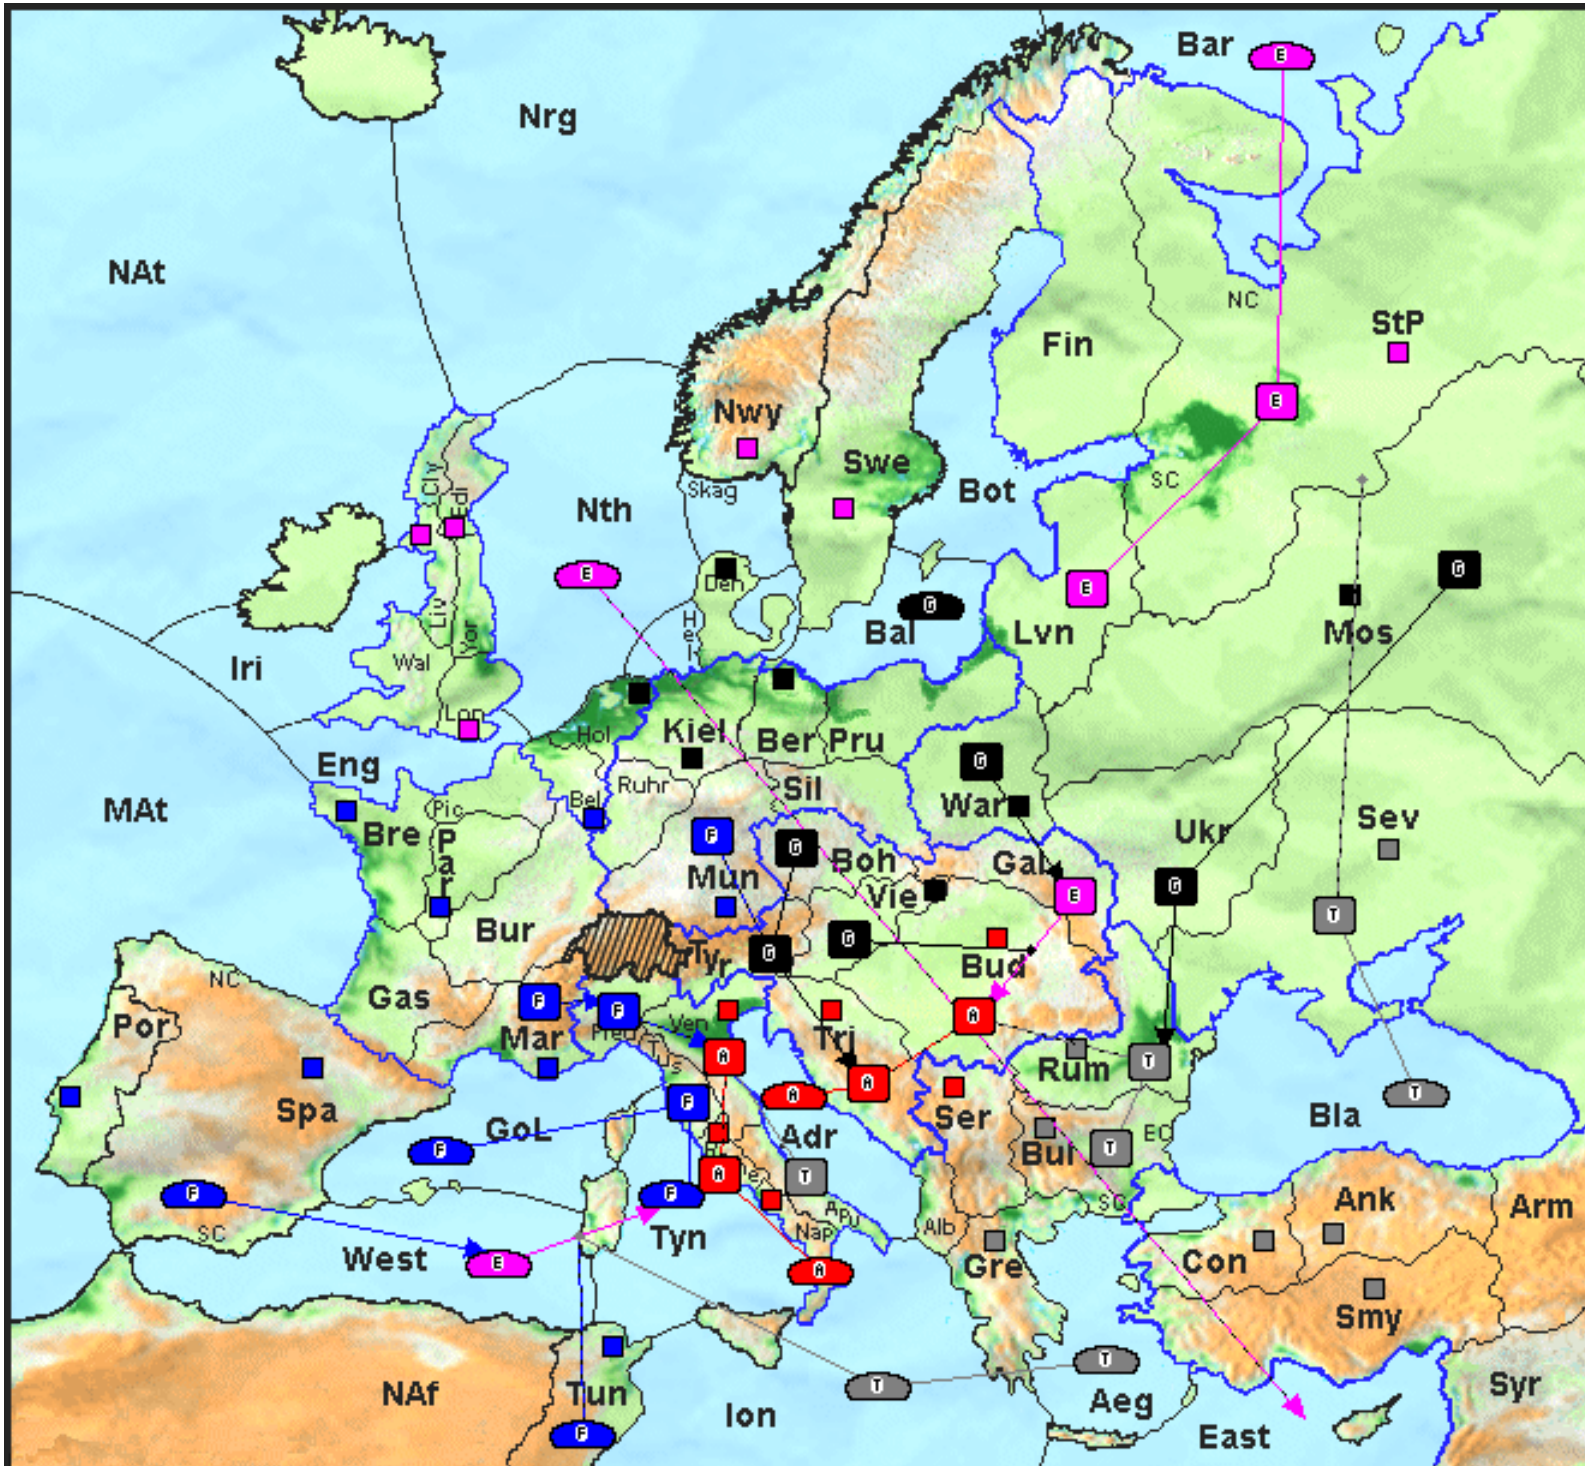 Bar
E
Nrg
NAt
NC
StP
Fin
E
Nwy
Swe
Cly
Edi
SC
Skag
Bot
Nth
E
G
Den
E
G
Bal
Lvn
Mos
Hel
Liv
Yor
Wal
Iri
Lon
Hol
Kiel
Ber
Pru
Eng
Ruhr
Sil
G
War
MAt
Pic
Bel
Bre
Par
F
G
Boh
Gal
Ukr
Sev
Mun
Vie
E
G
T
Bur
G
G
Tyr
Bud
NC
Gas
F
F
Por
Mar
Pied
Ven
Tri
A
Tus
A
Rum
T
A
A
Ser
T
Spa
F
GoL
F
Adr
Bla
Bul
T
EC
F
F
A
T
Ank
Arm
SC
Apu
Nap
Alb
SC
West
E
Tyn
A
Gre
Con
Smy
T
T
NAf
Tun
Ion
Aeg
Syr
F
East